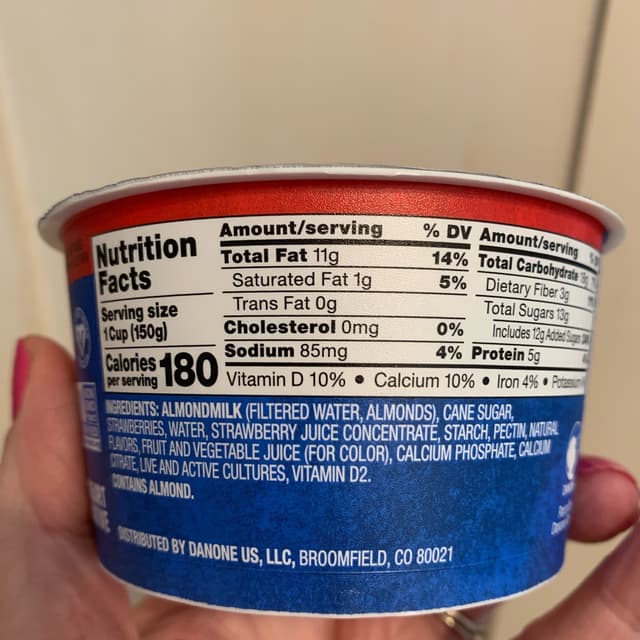 Nutrition
Facts
Serving size
1 Cup (150g)
Calories
per serving 180
Amount/serving % DV
Total Fat 11g 14%
Saturated Fat 1g 5%
Trans Fat 0g
Cholesterol 0mg 0%
Sodium 85mg 4%
Amount/serving
Total Carbohydrate
Dietary Fiber 3g
Total Sugars 13g
Includes 12g Added Sugars
Protein 5g
Vitamin D 10% • Calcium 10% • Iron 4% •
INGREDIENTS: ALMONDMILK (FILTERED WATER, ALMONDS), CANE SUGAR,
STRAWBERRIES, WATER, STRAWBERRY JUICE CONCENTRATE, STARCH, PECTIN, NATURAL
FLAVORS, FRUIT AND VEGETABLE JUICE (FOR COLOR), CALCIUM PHOSPHATE, CALCIUM
CITRATE, LIVE AND ACTIVE CULTURES, VITAMIN D2.
CONTAINS ALMOND.
DISTRIBUTED BY DANONE US, LLC, BROOMFIELD, CO 80021